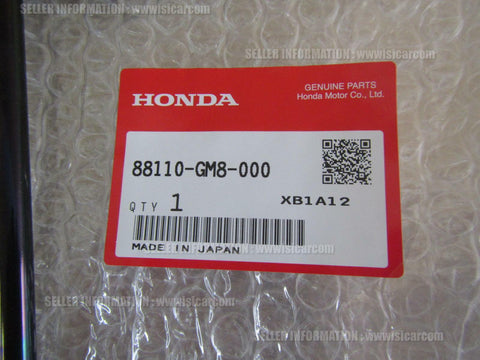 SELLER INFORMATION : www.isicar.com
SELLER INFORMATION : www.isicar.com
HONDA
GENUINE PARTS
Honda Motor Co., Ltd.
88110-GM8-000
QTY 1
XB1A12
MADE IN JAPAN
SELLER INFORMATION : www.isicar.com
SELLER INFORMATION : www.isicar.com